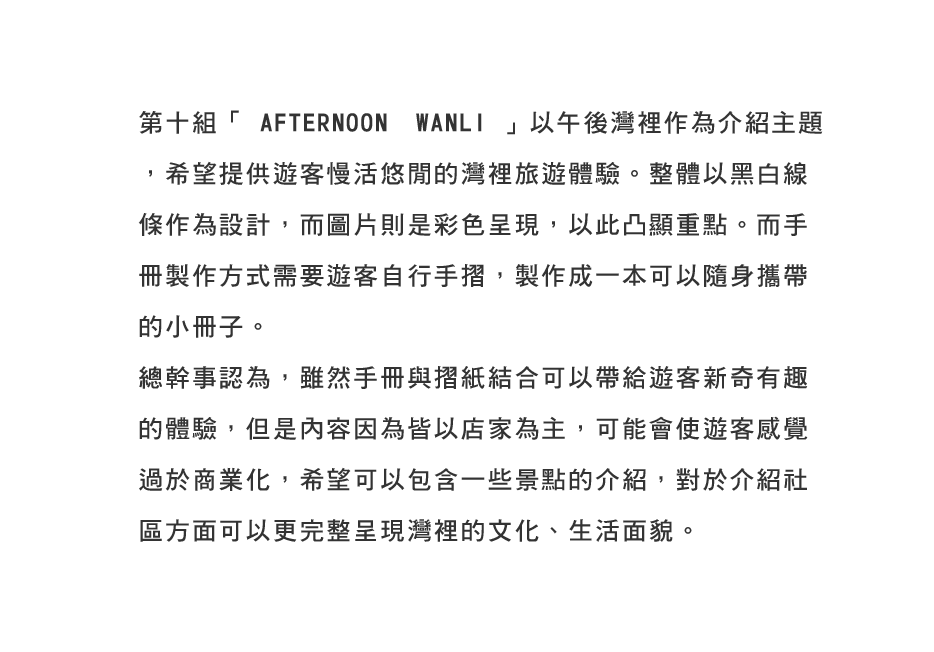 第十組「 AFTERNOON WANLI 」以午後灣裡作為介紹主題
，希望提供遊客慢活悠閒的灣裡旅遊體驗。整體以黑白線
條作為設計，而圖片則是彩色呈現，以此凸顯重點。而手
冊製作方式需要遊客自行手摺，製作成一本可以隨身攜帶
的小冊子。
總幹事認為，雖然手冊與摺紙結合可以帶給遊客新奇有趣
的體驗，但是內容因為皆以店家為主，可能會使遊客感覺
過於商業化，希望可以包含一些景點的介紹，對於介紹社
區方面可以更完整呈現灣裡的文化、生活面貌。